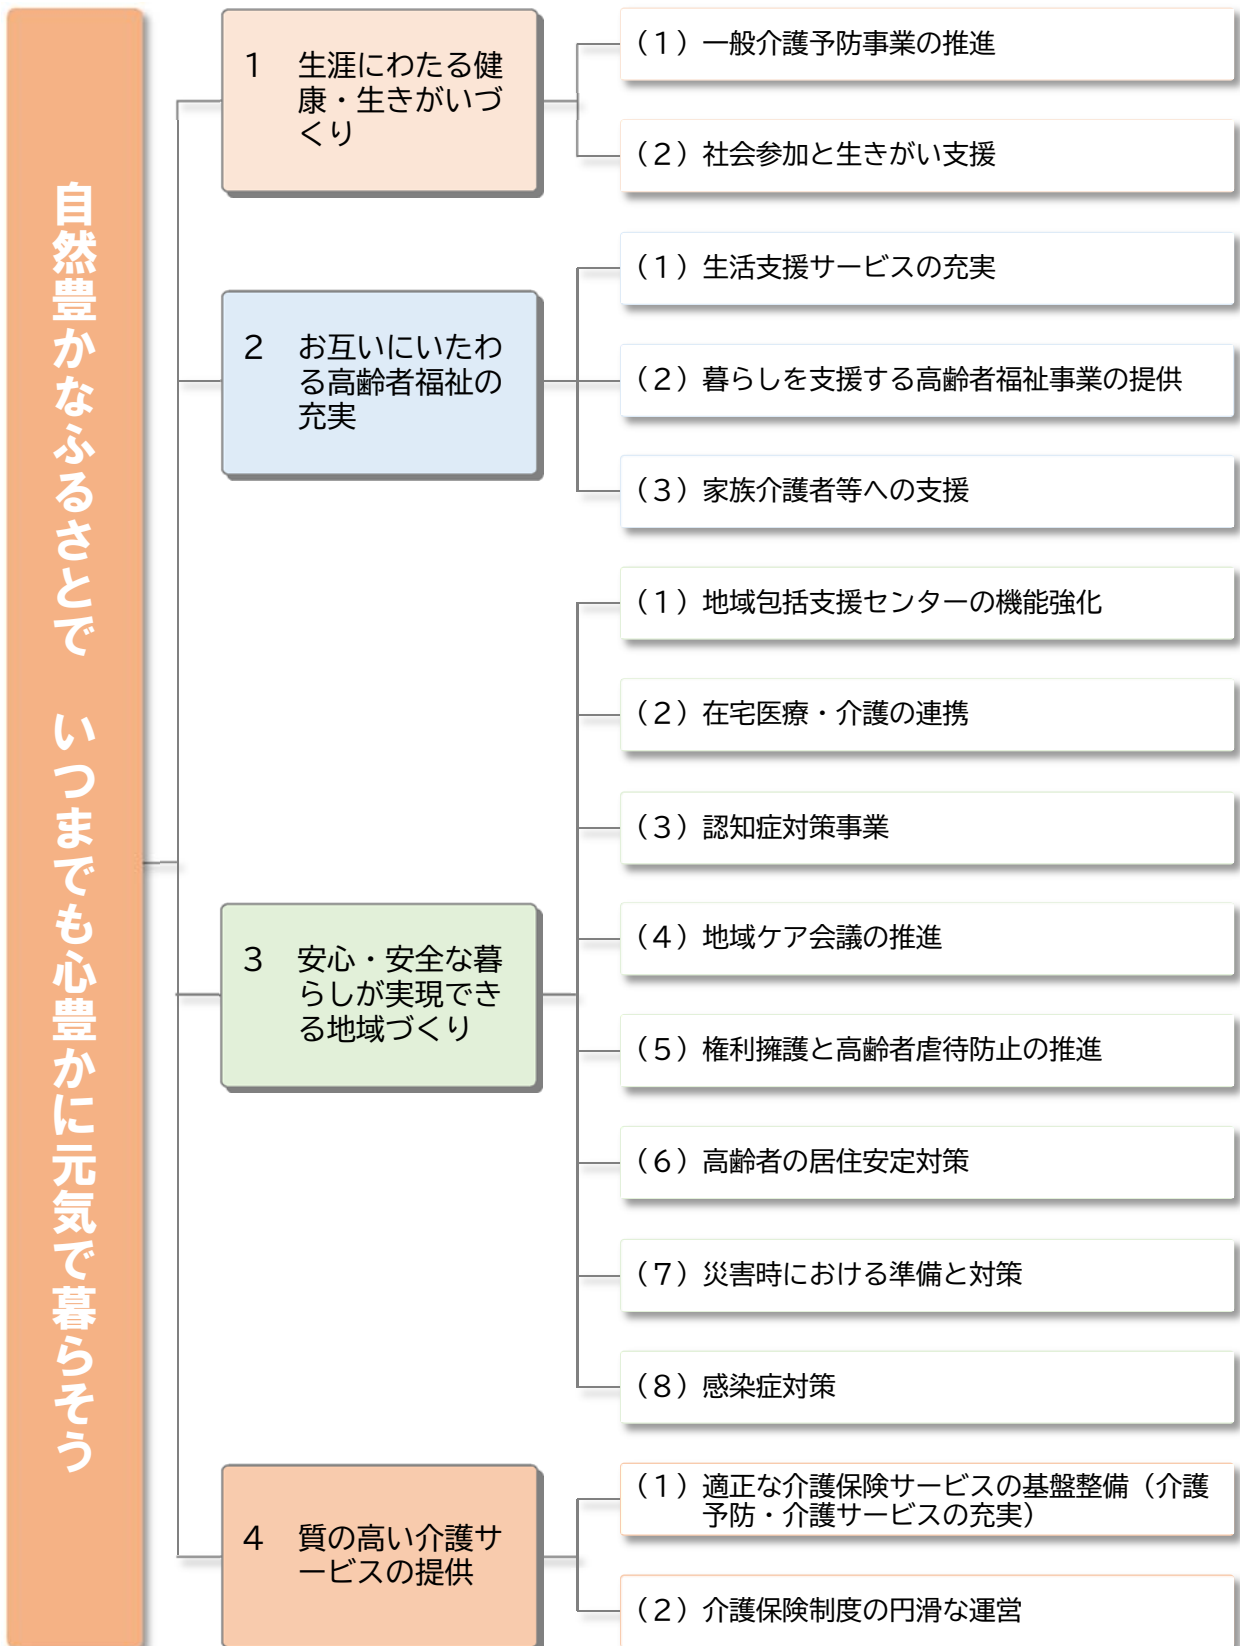 自然豊かなふるさとで　いつまでも心豊かに元気で暮らそう
1　生涯にわたる健
康・生きがいづ
くり
（1）一般介護予防事業の推進
（2）社会参加と生きがい支援
2　お互いにいたわ
る高齢者福祉の
充実
（1）生活支援サービスの充実
（2）暮らしを支援する高齢者福祉事業の提供
（3）家族介護者等への支援
3　安心・安全な暮
らしが実現でき
る地域づくり
（1）地域包括支援センターの機能強化
（2）在宅医療・介護の連携
（3）認知症対策事業
（4）地域ケア会議の推進
（5）権利擁護と高齢者虐待防止の推進
（6）高齢者の居住安定対策
（7）災害時における準備と対策
（8）感染症対策
4　質の高い介護サ
ービスの提供
（1）適正な介護保険サービスの基盤整備（介護
予防・介護サービスの充実）
（2）介護保険制度の円滑な運営